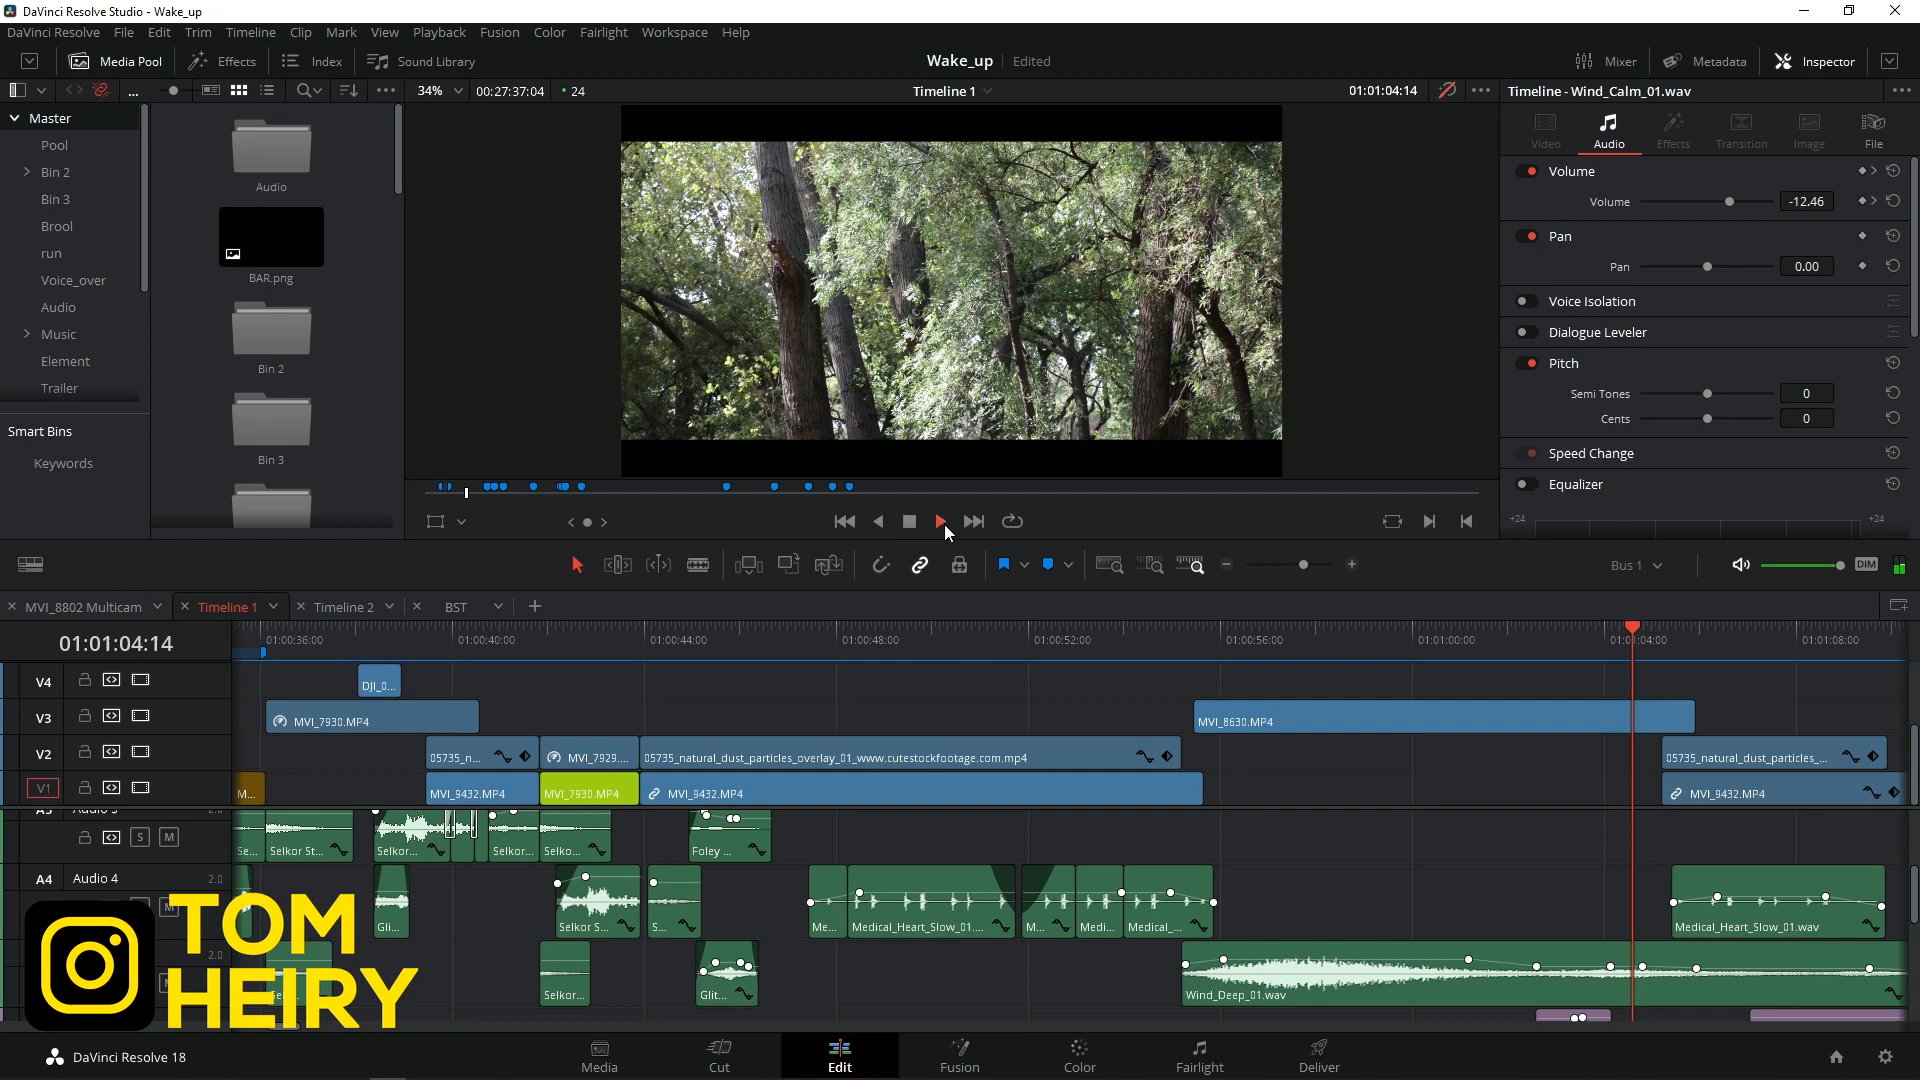 DaVinci Resolve Studio - Wake_up
DaVinci Resolve File Edit Trim Timeline Clip Mark View Playback Fusion Color Fairlight Workspace Help
Media Pool Effects Index Sound Library Wake_up Edited Mixer Metadata Inspector
... 34% 00:27:37:04 24 Timeline 1 01:01:04:14 Timeline - Wind_Calm_01.wav
Master
Pool
Bin 2
Bin 3
Brool
run
Voice_over
Audio
Music
Element
Trailer
Smart Bins
Keywords
Audio
BAR.png
Bin 2
Bin 3
Video Audio Effects Transition Image File
Volume
Volume -12.46
Pan
Pan 0.00
Voice Isolation
Dialogue Leveler
Pitch
Semi Tones 0
Cents 0
Speed Change
Equalizer
+24 +24
Bus 1 DIM
MVI_8802 Multicam Timeline 1 Timeline 2 BST
01:01:04:14
01:00:36:00 01:00:40:00 01:00:44:00 01:00:48:00 01:00:52:00 01:00:56:00 01:01:00:00 01:01:04:00 01:01:08:00
V4 DJI_0...
V3 MVI_7930.MP4 MVI_8630.MP4
V2 05735_n... MVI_7929.... 05735_natural_dust_particles_overlay_01_www.cutestockfootage.com.mp4 05735_natural_dust_particles_...
V1 M... MVI_9432.MP4 MVI_7930.MP4 MVI_9432.MP4 MVI_9432.MP4
S M Se... Selkor St... Selkor... Selkor... Selko... Foley ...
A4 Audio 4 2.0
M Gli... Selkor S... S... Me... Medical_Heart_Slow_01.... M... Medi... Medical_... Medical_Heart_Slow_01.wav
2.0
Selkor... Glit... Wind_Deep_01.wav
TOM
HEIRY
DaVinci Resolve 18 Media Cut Edit Fusion Color Fairlight Deliver